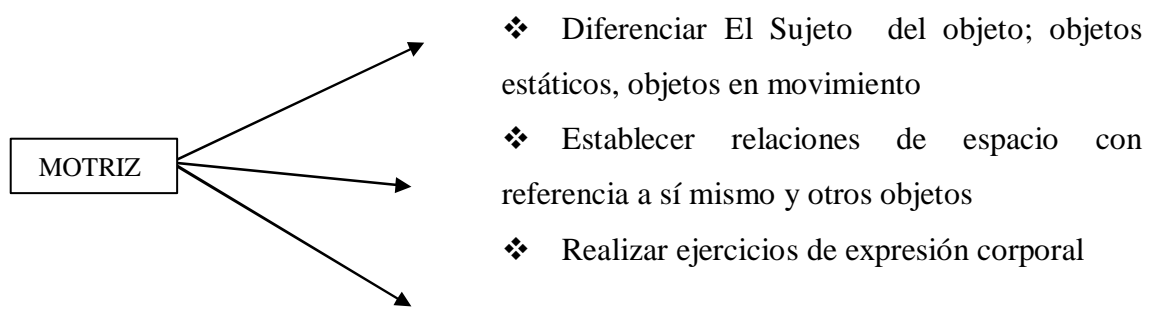 ❖ Diferenciar El Sujeto del objeto; objetos
estáticos, objetos en movimiento
❖ Establecer relaciones de espacio con
MOTRIZ
referencia a sí mismo y otros objetos
❖ Realizar ejercicios de expresión corporal